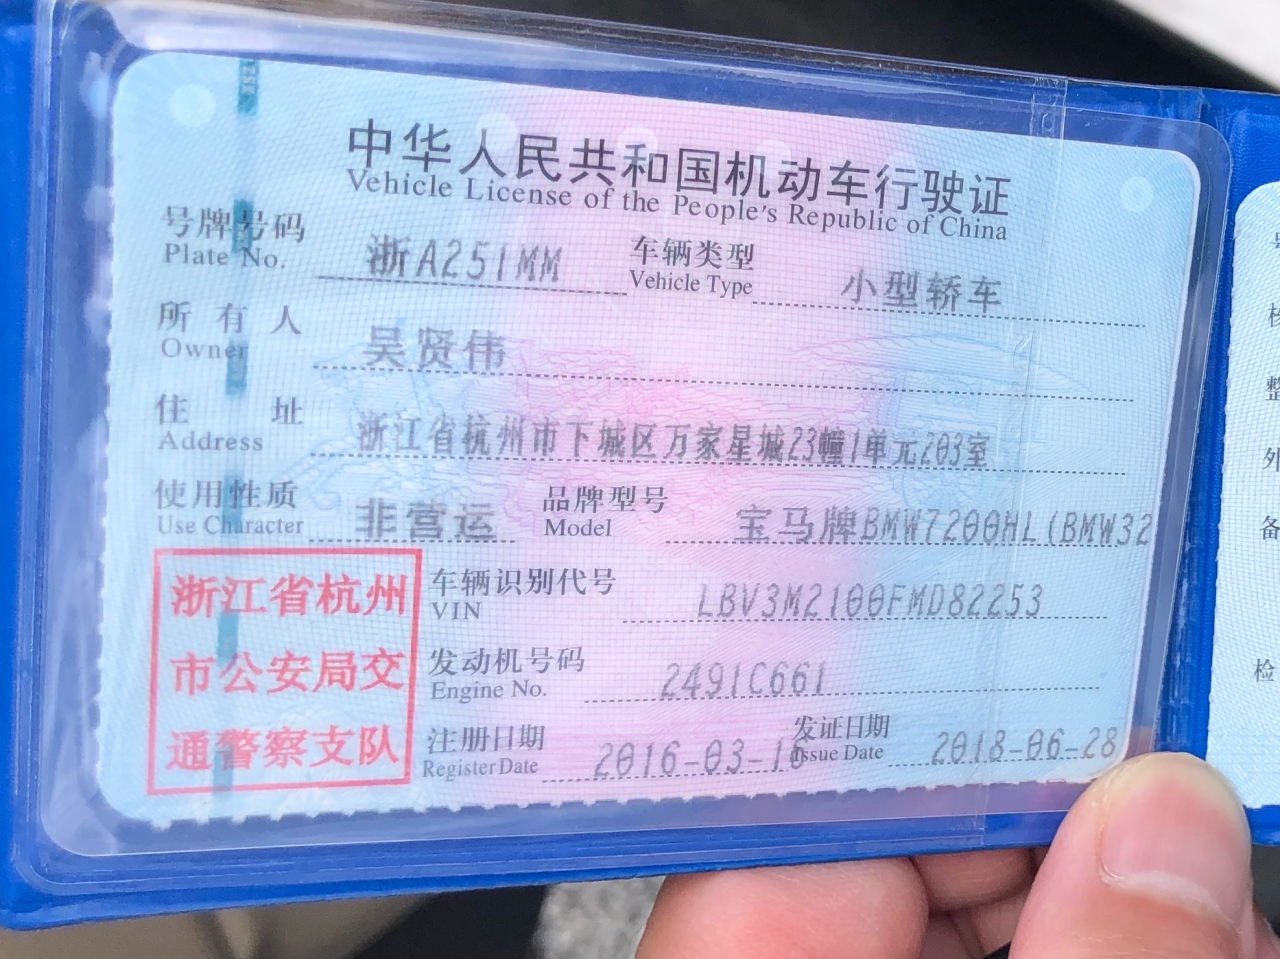 中华人民共和国机动车行驶证
Vehicle License of the People's Republic of China
号牌号码 浙A251MM 车辆类型 小型轿车
Plate No. Vehicle Type
所有人 吴贤伟
Owner
住址 浙江省杭州市下城区万家星城23幢1单元203室
Address
使用性质 非营运 品牌型号 宝马牌BMW7200HL(BMW32
Use Character Model
浙江省杭州
市公安局交
通警察支队
车辆识别代号 LBV3M2100FMD82253
VIN
发动机号码 2491C661
Engine No.
注册日期 2016-03-16 发证日期 2018-06-28
Register Date Issue Date
整
外
备
检